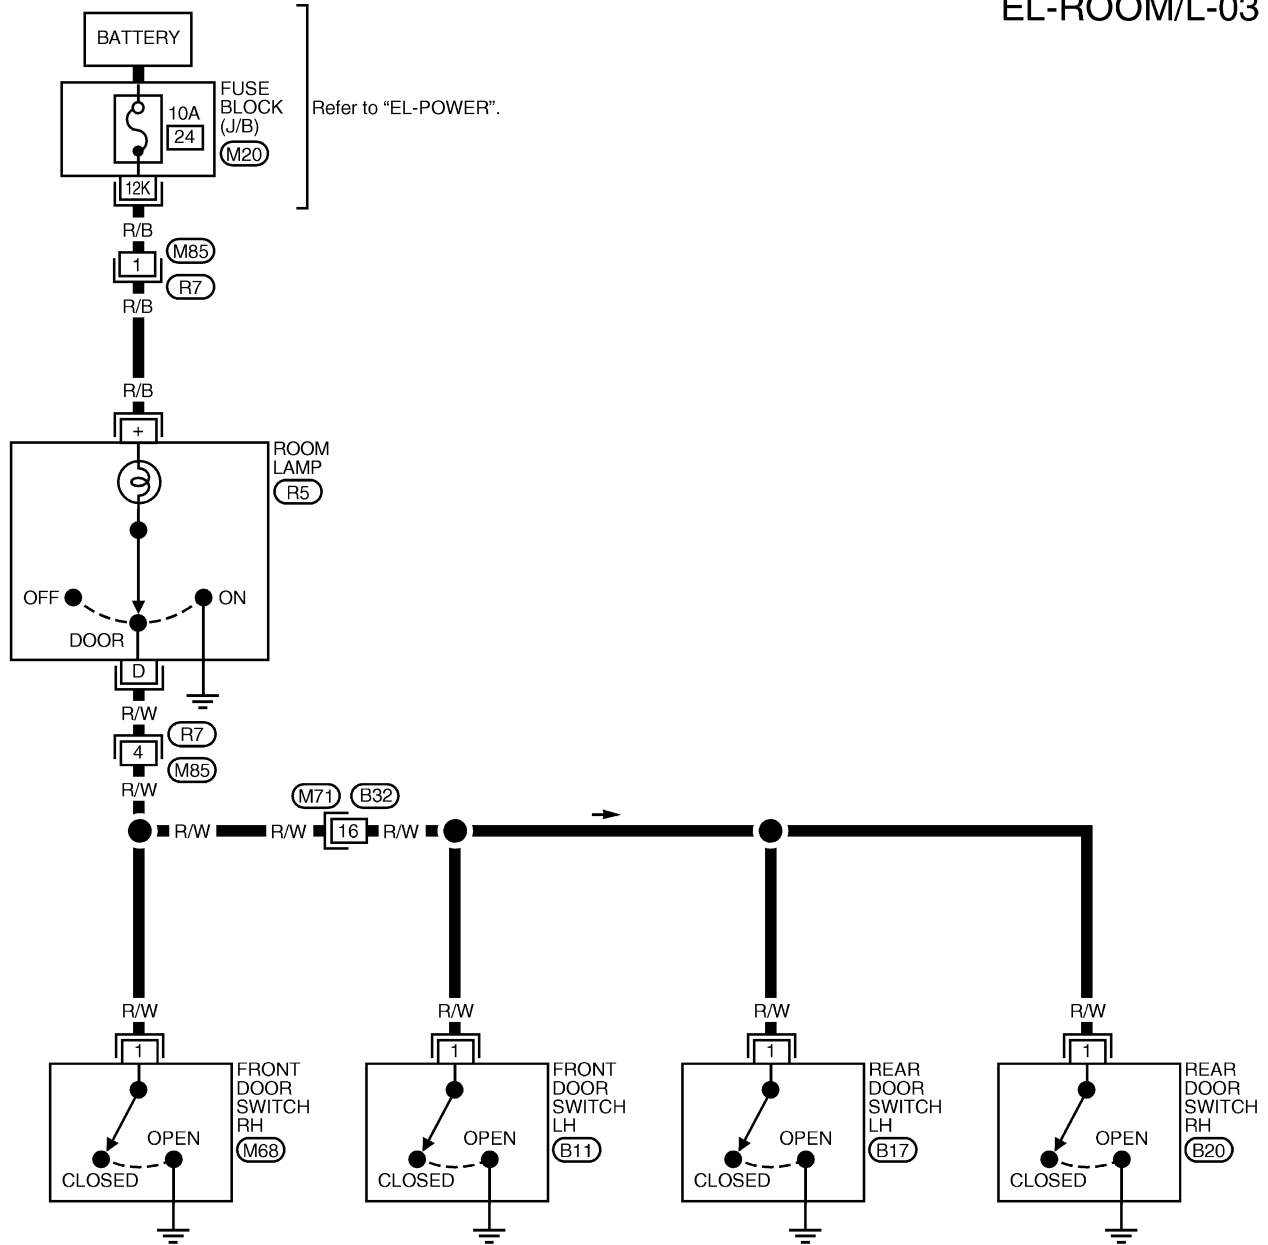 EL-ROOM/L-03
BATTERY
FUSE
BLOCK
(J/B)
M20
10A
24
Refer to “EL-POWER”.
12K
R/B
1
M85
R7
R/B
R/B
+
ROOM
LAMP
R5
OFF
ON
DOOR
D
R/W
R7
4
M85
R/W
M71
B32
R/W
R/W
16
R/W
R/W
R/W
R/W
R/W
1
1
1
1
FRONT
DOOR
SWITCH
RH
M68
OPEN
CLOSED
FRONT
DOOR
SWITCH
LH
B11
OPEN
CLOSED
REAR
DOOR
SWITCH
LH
B17
OPEN
CLOSED
REAR
DOOR
SWITCH
RH
B20
OPEN
CLOSED